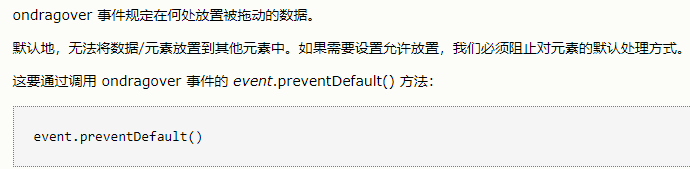 ondragover 事件规定在何处放置被拖动的数据。
默认地，无法将数据/元素放置到其他元素中。如果需要设置允许放置，我们必须阻止对元素的默认处理方式。
这要通过调用 ondragover 事件的 event.preventDefault() 方法：
event.preventDefault()